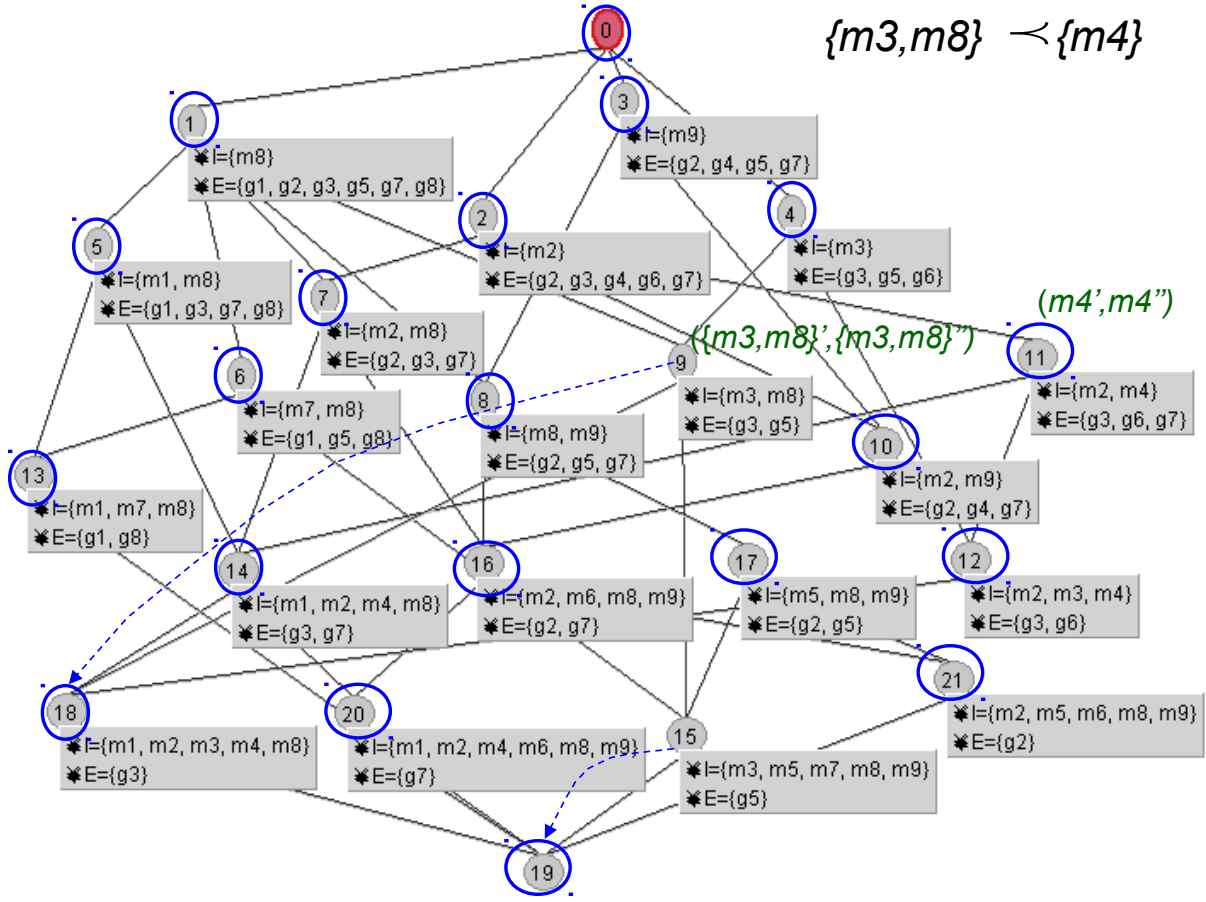 {m3,m8} ≺ {m4}
0
1
I={m8}
E={g1, g2, g3, g5, g7, g8}
3
I={m9}
E={g2, g4, g5, g7}
2
I={m2}
E={g2, g3, g4, g6, g7}
4
I={m3}
E={g3, g5, g6}
5
I={m1, m8}
E={g1, g3, g7, g8}
7
I={m2, m8}
E={g2, g3, g7}
(m4',m4")
({m3,m8}',{m3,m8}")
6
I={m7, m8}
E={g1, g5, g8}
8
I={m8, m9}
E={g2, g5, g7}
9
I={m3, m8}
E={g3, g5}
11
I={m2, m4}
E={g3, g6, g7}
10
I={m2, m9}
E={g2, g4, g7}
13
I={m1, m7, m8}
E={g1, g8}
14
I={m1, m2, m4, m8}
E={g3, g7}
16
I={m2, m6, m8, m9}
E={g2, g7}
17
I={m5, m8, m9}
E={g2, g5}
12
I={m2, m3, m4}
E={g3, g6}
18
I={m1, m2, m3, m4, m8}
E={g3}
20
I={m1, m2, m4, m6, m8, m9}
E={g7}
15
I={m3, m5, m7, m8, m9}
E={g5}
21
I={m2, m5, m6, m8, m9}
E={g2}
19